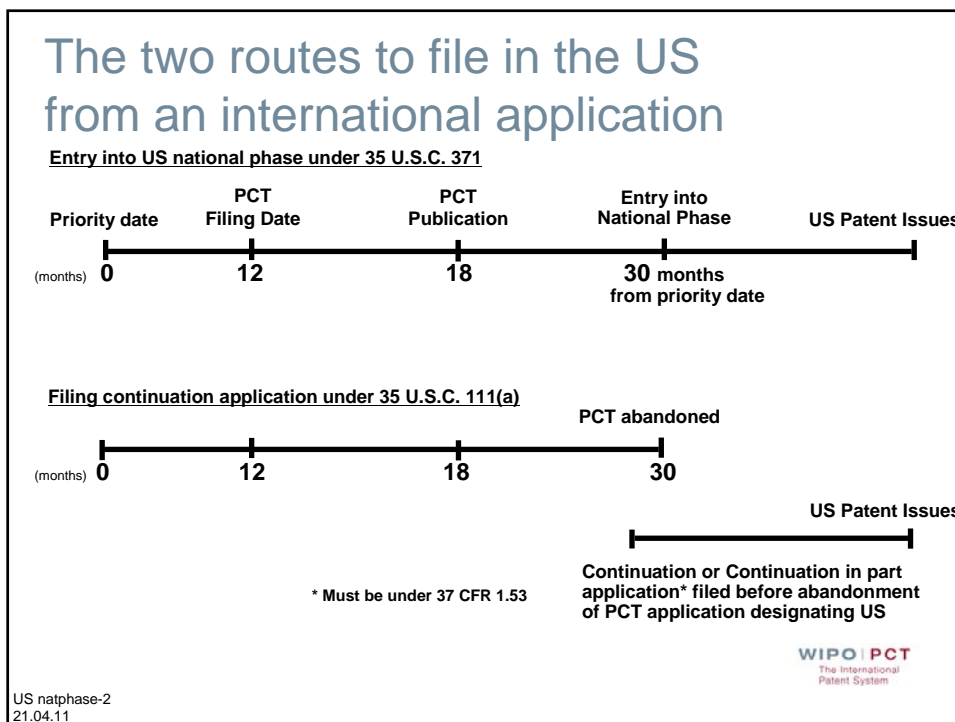 The two routes to file in the US
from an international application
Entry into US national phase under 35 U.S.C. 371
Priority date
PCT
Filing Date
PCT
Publication
Entry into
National Phase
US Patent Issues
(months) 0 12 18 30 months
from priority date
Filing continuation application under 35 U.S.C. 111(a)
PCT abandoned
(months) 0 12 18 30
US Patent Issues
Continuation or Continuation in part
application* filed before abandonment
of PCT application designating US
* Must be under 37 CFR 1.53
WIPO | PCT
The International
Patent System
US natphase-2
21.04.11